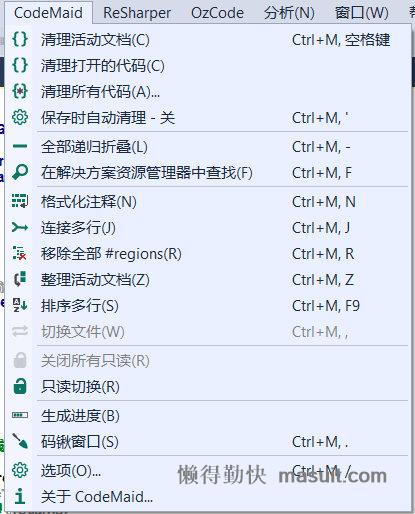 CodeMaid ReSharper OzCode 分析(N) 窗口(W)
清理活动文档(C) Ctrl+M, 空格键
清理打开的代码(C)
清理所有代码(A)...
保存时自动清理 - 关 Ctrl+M, '
全部递归折叠(L) Ctrl+M, -
在解决方案资源管理器中查找(F) Ctrl+M, F
格式化注释(N) Ctrl+M, N
连接多行(J) Ctrl+M, J
移除全部 #regions(R) Ctrl+M, R
整理活动文档(Z) Ctrl+M, Z
排序多行(S) Ctrl+M, F9
切换文件(W) Ctrl+M, ,
关闭所有只读(R)
只读切换(R)
生成进度(B)
码锹窗口(S) Ctrl+M, .
选项(O)... Ctrl+M, /
懒得勤快 masuit.com
关于 CodeMaid...